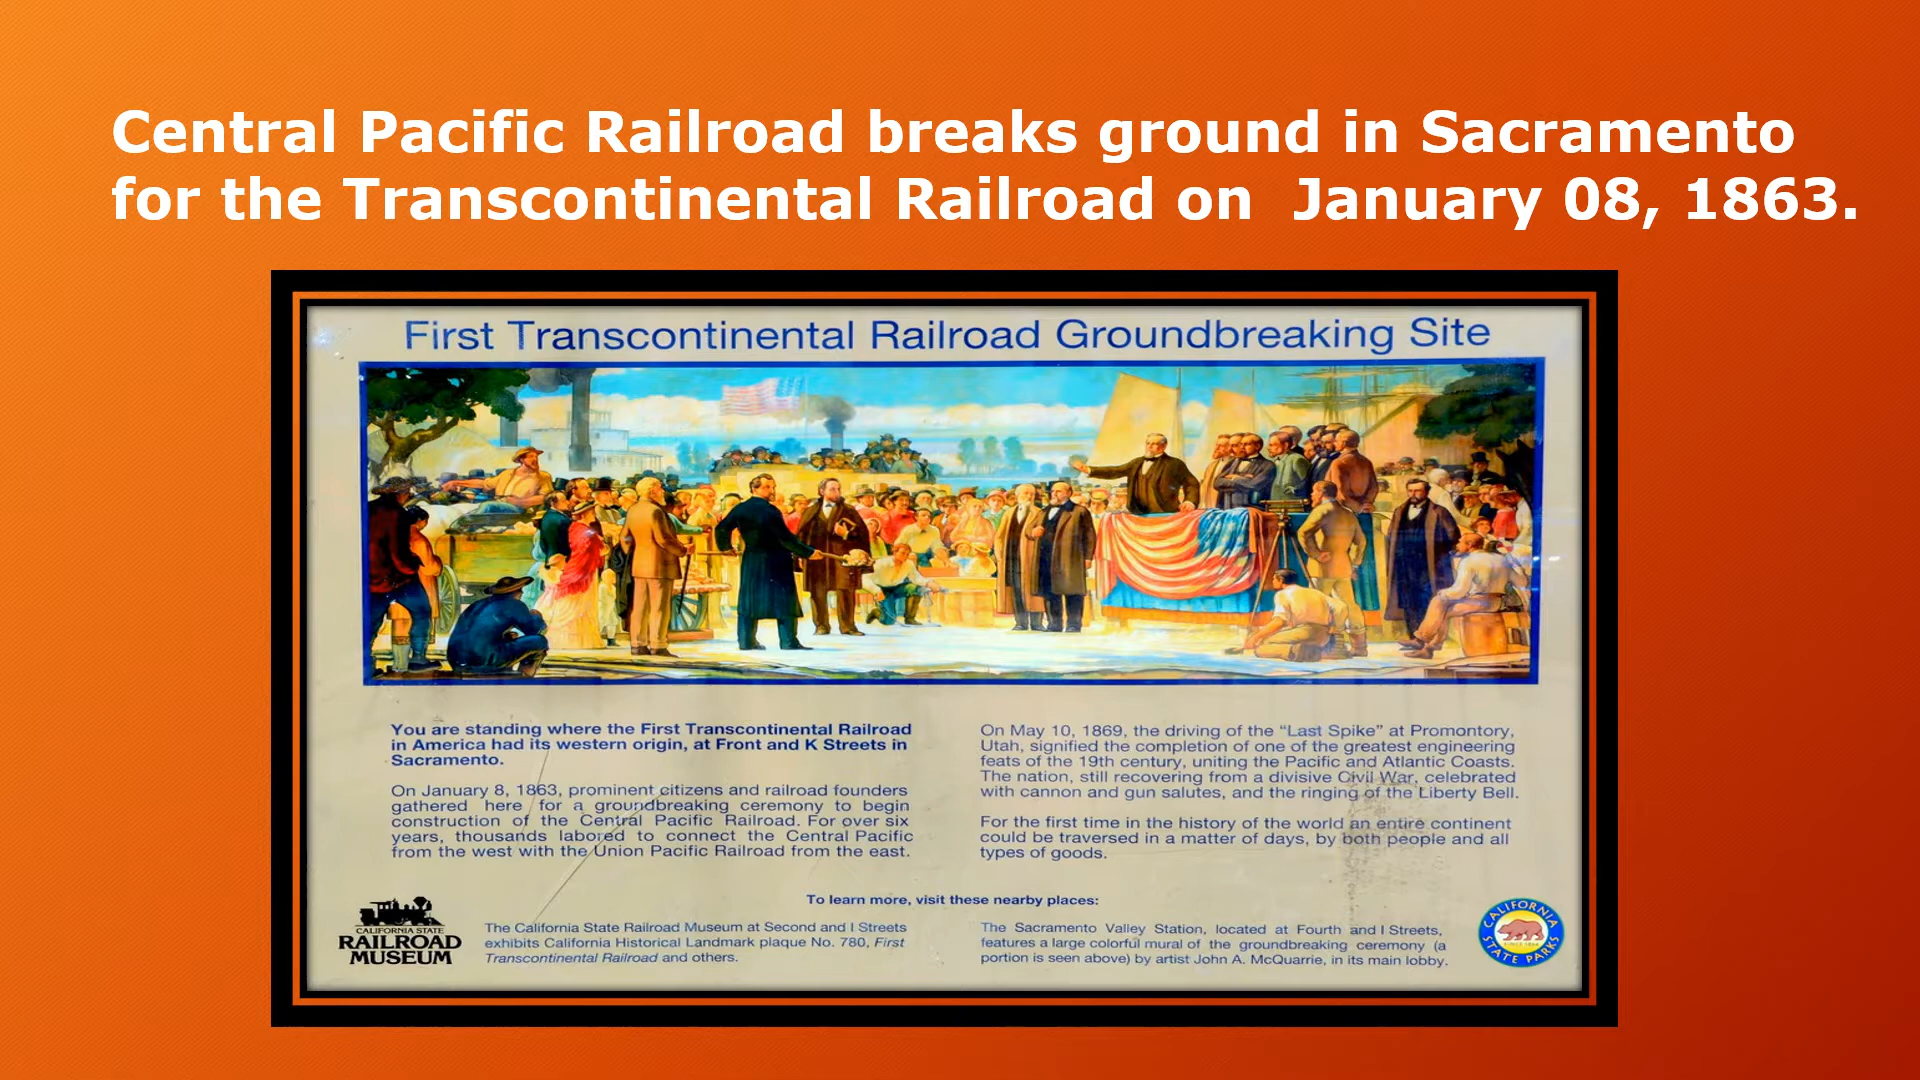 Central Pacific Railroad breaks ground in Sacramento
for the Transcontinental Railroad on  January 08, 1863.
First Transcontinental Railroad Groundbreaking Site
You are standing where the First Transcontinental Railroad
in America had its western origin, at Front and K Streets in
Sacramento.
On January 8, 1863, prominent citizens and railroad founders
gathered here for a groundbreaking ceremony to begin
construction of the Central Pacific Railroad. For over six
years, thousands labored to connect the Central Pacific
from the west with the Union Pacific Railroad from the east.
On May 10, 1869, the driving of the “Last Spike” at Promontory,
Utah, signified the completion of one of the greatest engineering
feats of the 19th century, uniting the Pacific and Atlantic Coasts.
The nation, still recovering from a divisive Civil War, celebrated
with cannon and gun salutes, and the ringing of the Liberty Bell.
For the first time in the history of the world an entire continent
could be traversed in a matter of days, by both people and all
types of goods.
To learn more, visit these nearby places:
CALIFORNIA STATE
RAILROAD
MUSEUM
The California State Railroad Museum at Second and I Streets
exhibits California Historical Landmark plaque No. 780, First
Transcontinental Railroad and others.
The Sacramento Valley Station, located at Fourth and I Streets,
features a large colorful mural of the groundbreaking ceremony (a
portion is seen above) by artist John A. McQuarrie, in its main lobby.
CALIFORNIA
SINCE 1864
STATE PARKS